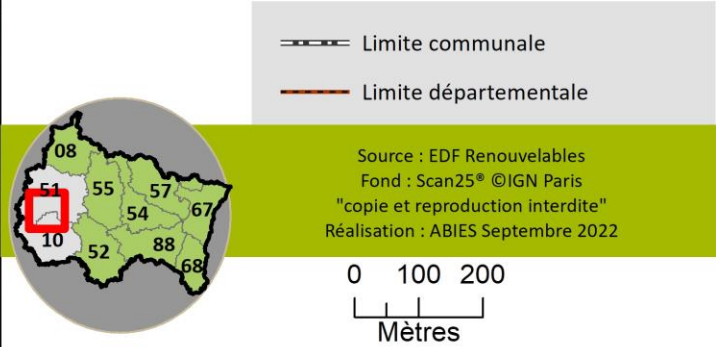 Limite communale
Limite départementale
Source : EDF Renouvelables
Fond : Scan25® ©IGN Paris
"copie et reproduction interdite"
Réalisation : ABIES Septembre 2022
08
51
55
57
67
54
10
52
88
68
0 100 200
Mètres